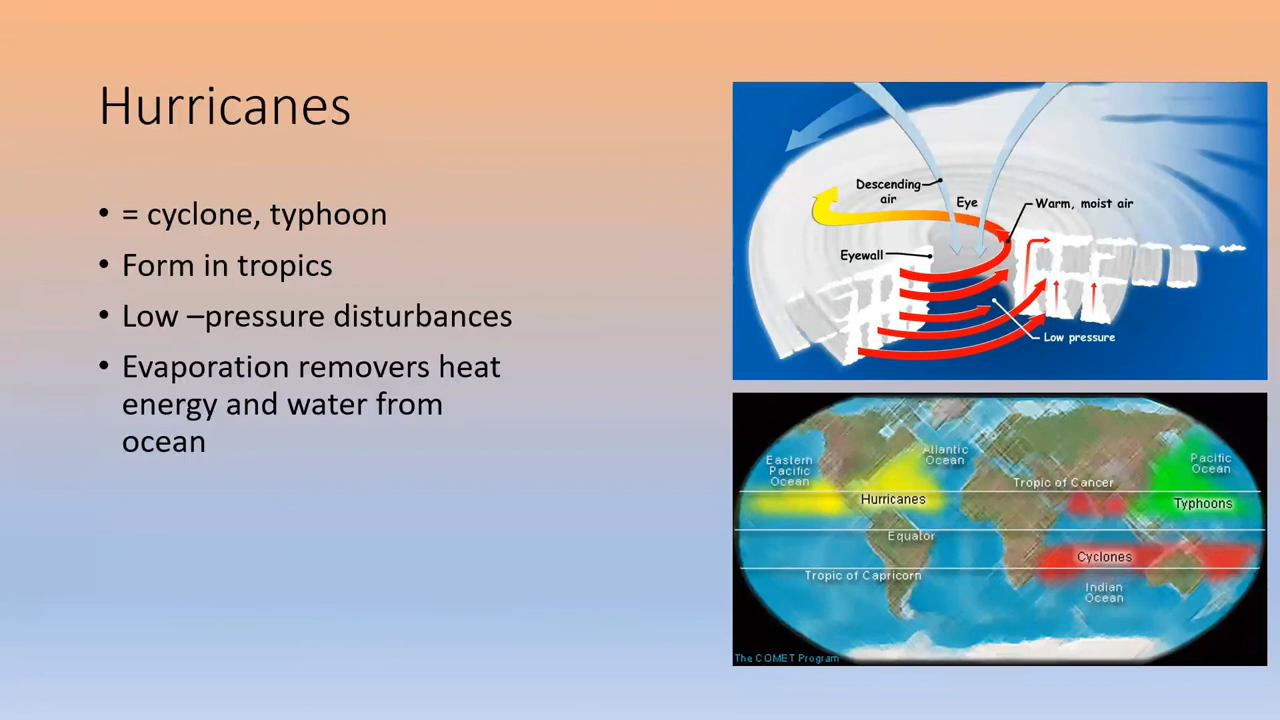 Hurricanes
• = cyclone, typhoon
• Form in tropics
• Low –pressure disturbances
• Evaporation removers heat
energy and water from
ocean
Descending
air
Eye
Warm, moist air
Eyewall
Low pressure
Eastern
Pacific
Ocean
Atlantic
Ocean
Pacific
Ocean
Tropic of Cancer
Hurricanes
Typhoons
Equator
Cyclones
Tropic of Capricorn
Indian
Ocean
The COMET Program